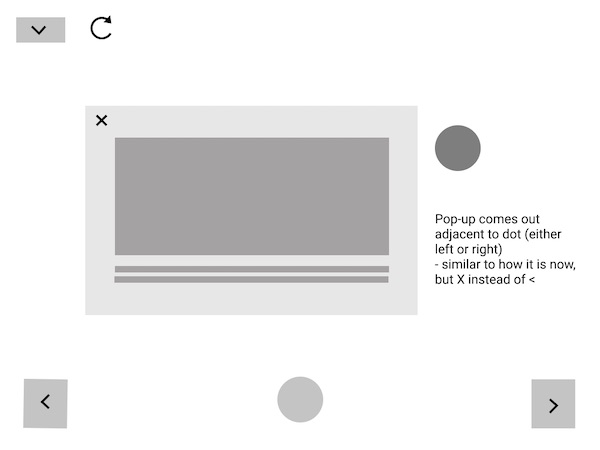 Pop-up comes out
adjacent to dot (either
left or right)
- similar to how it is now,
but X instead of <